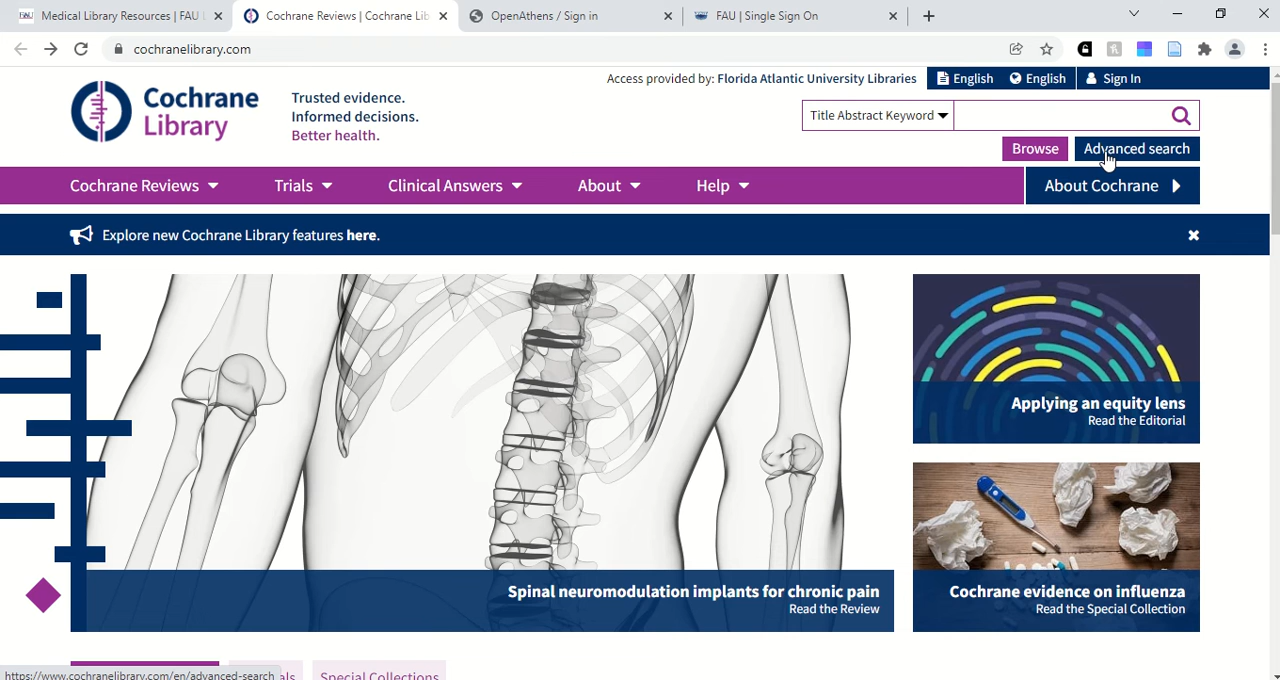 Medical Library Resources | FAU L
Cochrane Reviews | Cochrane Lib
OpenAthens / Sign in
FAU | Single Sign On
cochranelibrary.com
Access provided by: Florida Atlantic University Libraries
English
English
Sign In
Cochrane
Library
Trusted evidence.
Informed decisions.
Better health.
Title Abstract Keyword
Browse
Advanced search
Cochrane Reviews
Trials
Clinical Answers
About
Help
About Cochrane
Explore new Cochrane Library features here.
Applying an equity lens
Read the Editorial
Spinal neuromodulation implants for chronic pain
Read the Review
Cochrane evidence on influenza
Read the Special Collection
https://www.cochranelibrary.com/en/advanced-search
als
Special Collections